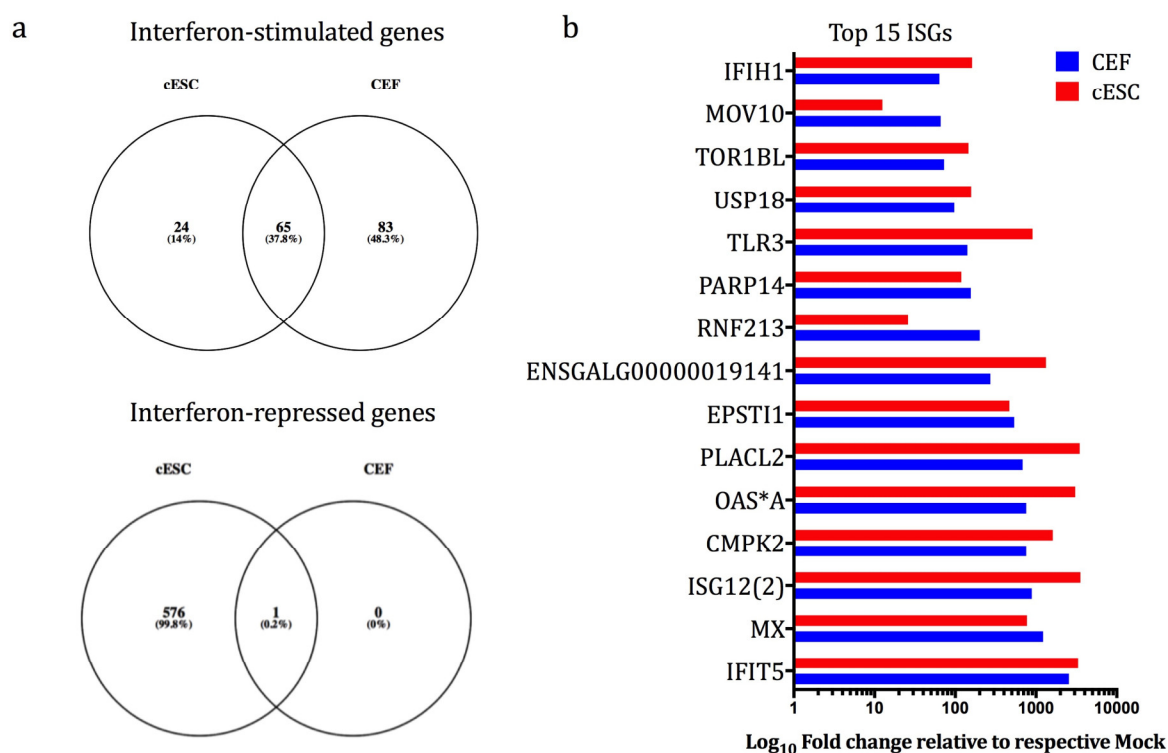 a
Interferon-stimulated genes
cESC
CEF
24
(14%)
65
(37.8%)
83
(48.3%)
Interferon-repressed genes
cESC
CEF
576
(99.8%)
1
(0.2%)
0
(0%)
b
Top 15 ISGs
CEF
cESC
IFIH1
MOV10
TOR1BL
USP18
TLR3
PARP14
RNF213
ENSGALG00000019141
EPSTI1
PLACL2
OAS*A
CMPK2
ISG12(2)
MX
IFIT5
1 10 100 1000 10000
Log10 Fold change relative to respective Mock